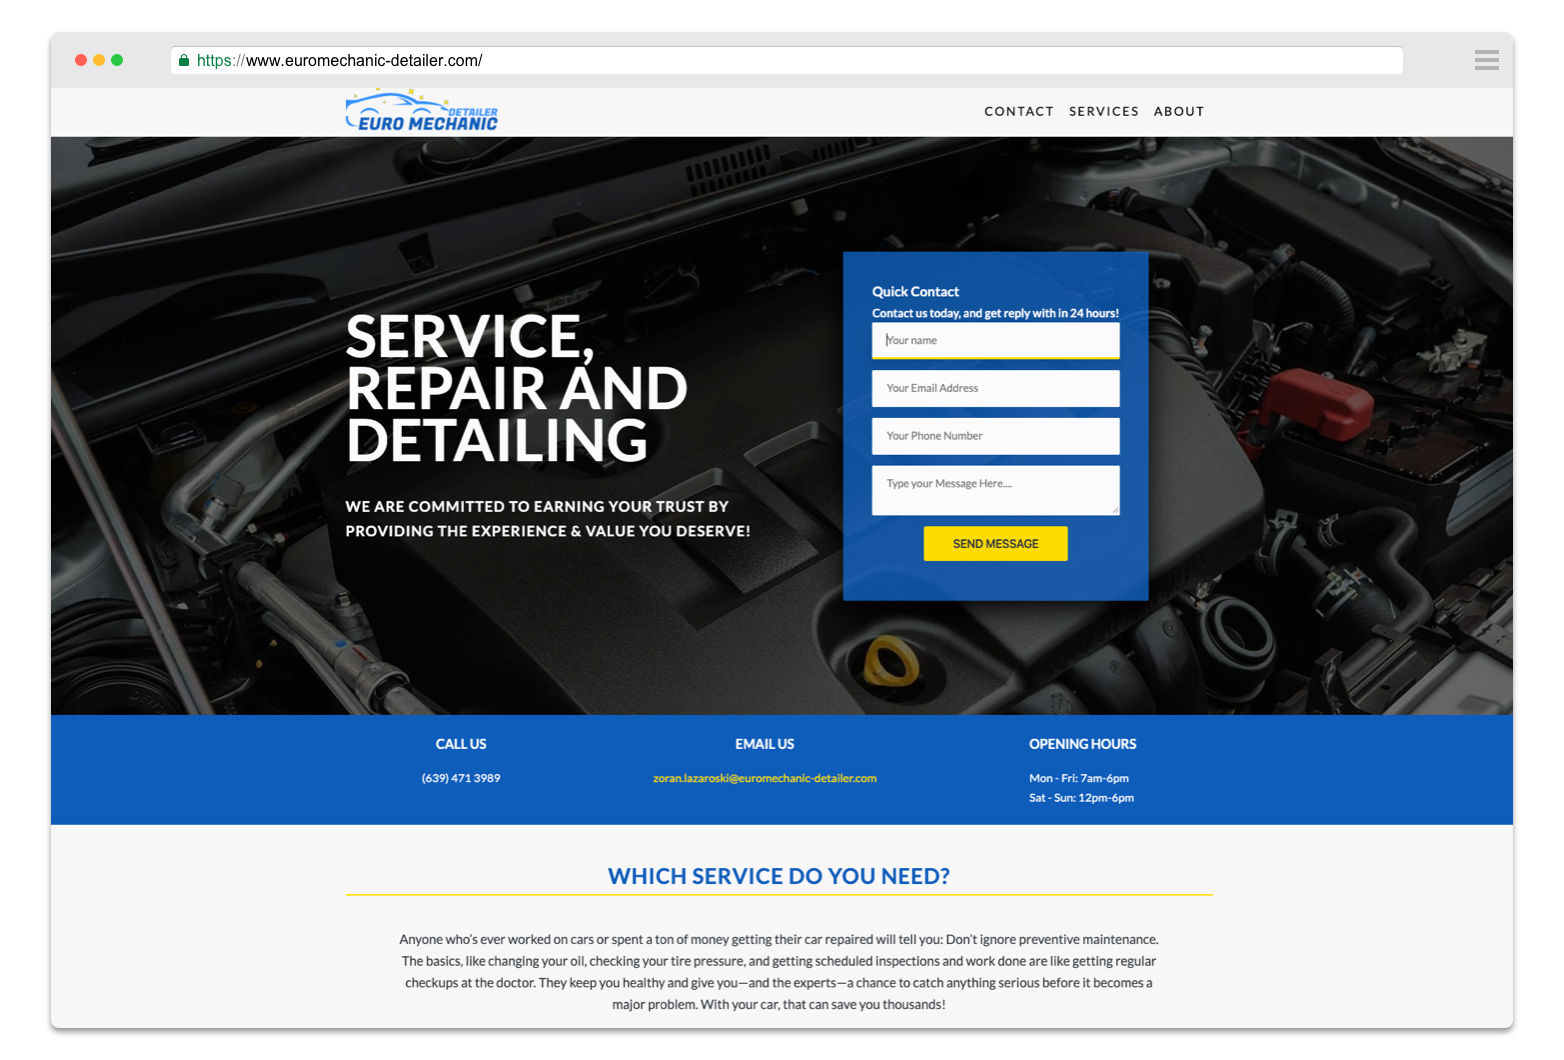 https://www.euromechanic-detailer.com/
DETAILER
EURO MECHANIC
CONTACT SERVICES ABOUT
SERVICE,
REPAIR AND
DETAILING
WE ARE COMMITTED TO EARNING YOUR TRUST BY
PROVIDING THE EXPERIENCE & VALUE YOU DESERVE!
Quick Contact
Contact us today, and get reply with in 24 hours!
Your name
Your Email Address
Your Phone Number
Type your Message Here....
SEND MESSAGE
CALL US
(639) 471 3989
EMAIL US
zoran.lazaroski@euromechanic-detailer.com
OPENING HOURS
Mon - Fri: 7am-6pm
Sat - Sun: 12pm-6pm
WHICH SERVICE DO YOU NEED?
Anyone who's ever worked on cars or spent a ton of money getting their car repaired will tell you: Don't ignore preventive maintenance.
The basics, like changing your oil, checking your tire pressure, and getting scheduled inspections and work done are like getting regular
checkups at the doctor. They keep you healthy and give you—and the experts—a chance to catch anything serious before it becomes a
major problem. With your car, that can save you thousands!